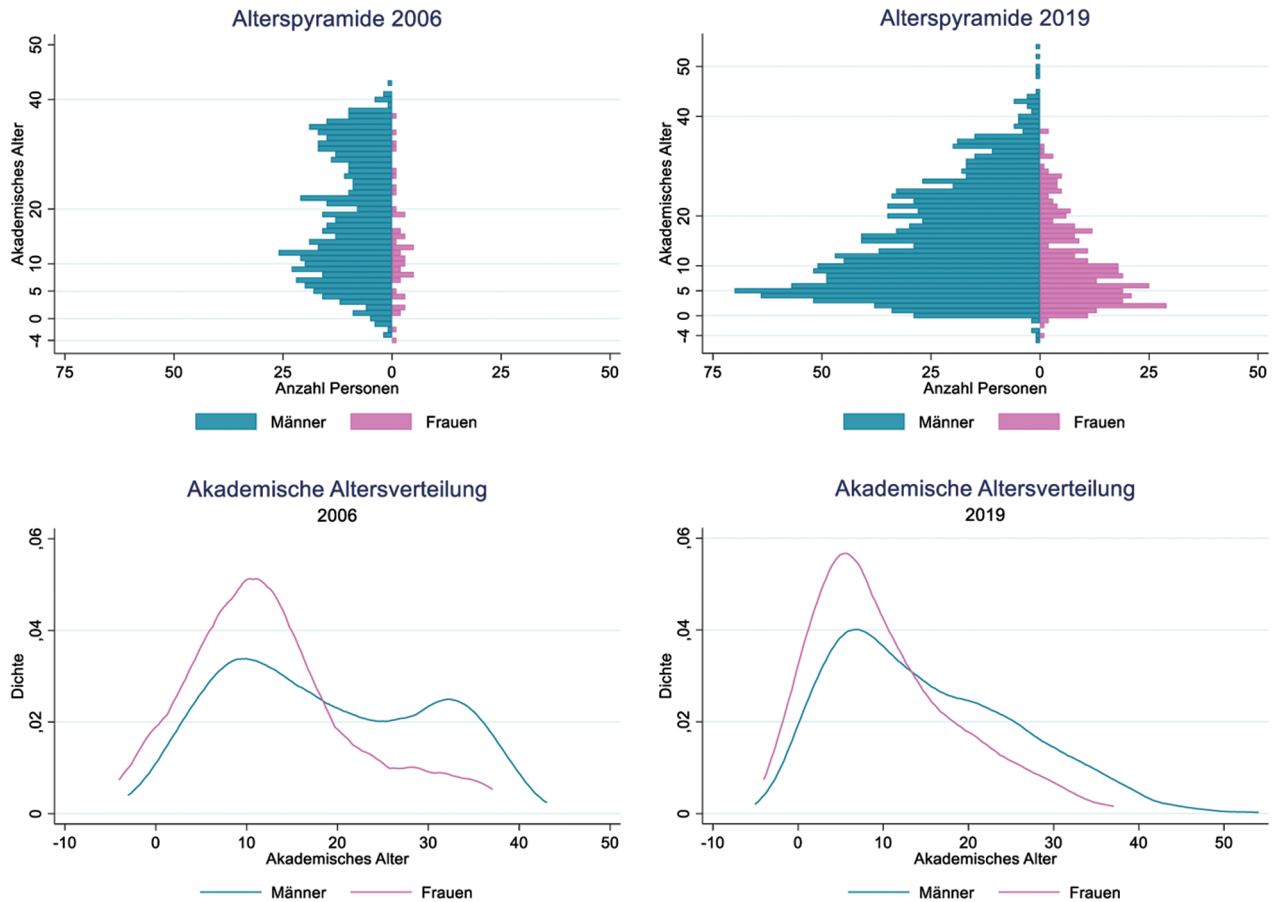 Alterspyramide 2006
Akademisches Alter
50
40
20
10
5
0
-4
75 50 25 0 25 50
Anzahl Personen
Männer Frauen
Alterspyramide 2019
Akademisches Alter
50
40
20
10
5
0
-4
75 50 25 0 25 50
Anzahl Personen
Männer Frauen
Akademische Altersverteilung
2006
Dichte
,06
,04
,02
0
-10 0 10 20 30 40 50
Akademisches Alter
Männer Frauen
Akademische Altersverteilung
2019
Dichte
,06
,04
,02
0
-10 0 10 20 30 40 50
Akademisches Alter
Männer Frauen